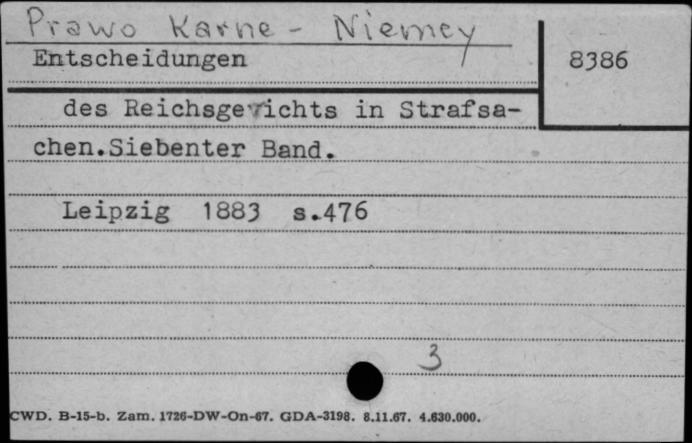 Prawo Karne - Niemcy
Entscheidungen
8386
des Reichsgerichts in Strafsa-
chen.Siebenter Band.
Leipzig 1883 s.476
3
CWD. B-15-b. Zam. 1726-DW-On-67. GDA-3198. 8.11.67. 4.630.000.